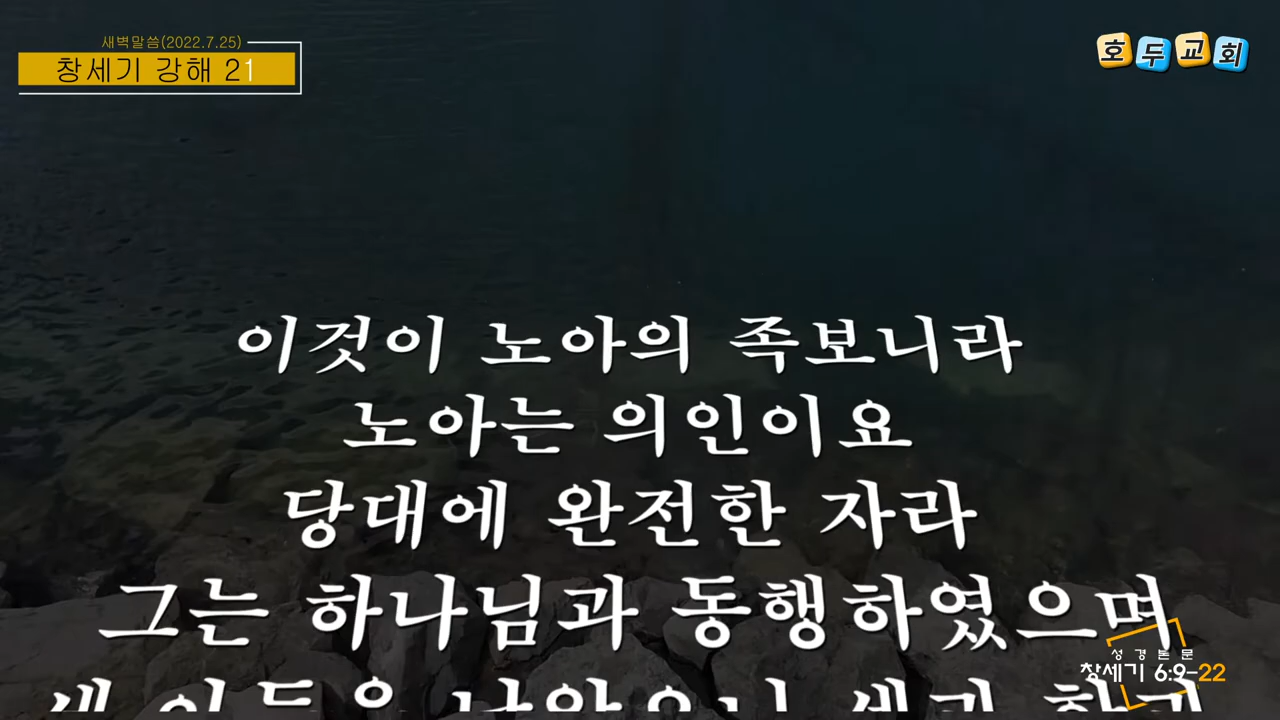 새벽말씀(2022.7.25)
창세기 강해 21
호두교회
이것이 노아의 족보니라
노아는 의인이요
당대에 완전한 자라
그는 하나님과 동행하였으며
성경본문
창세기 6:9-22